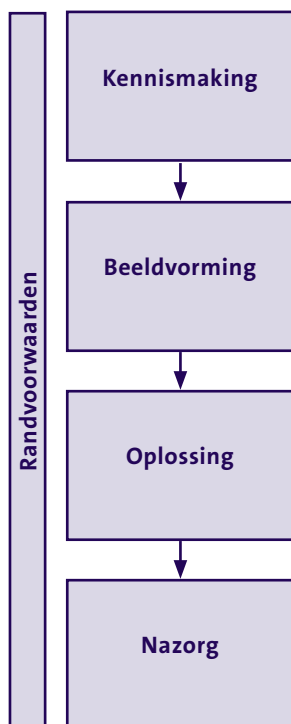 Randvoorwaarden
Kennismaking
Beeldvorming
Oplossing
Nazorg